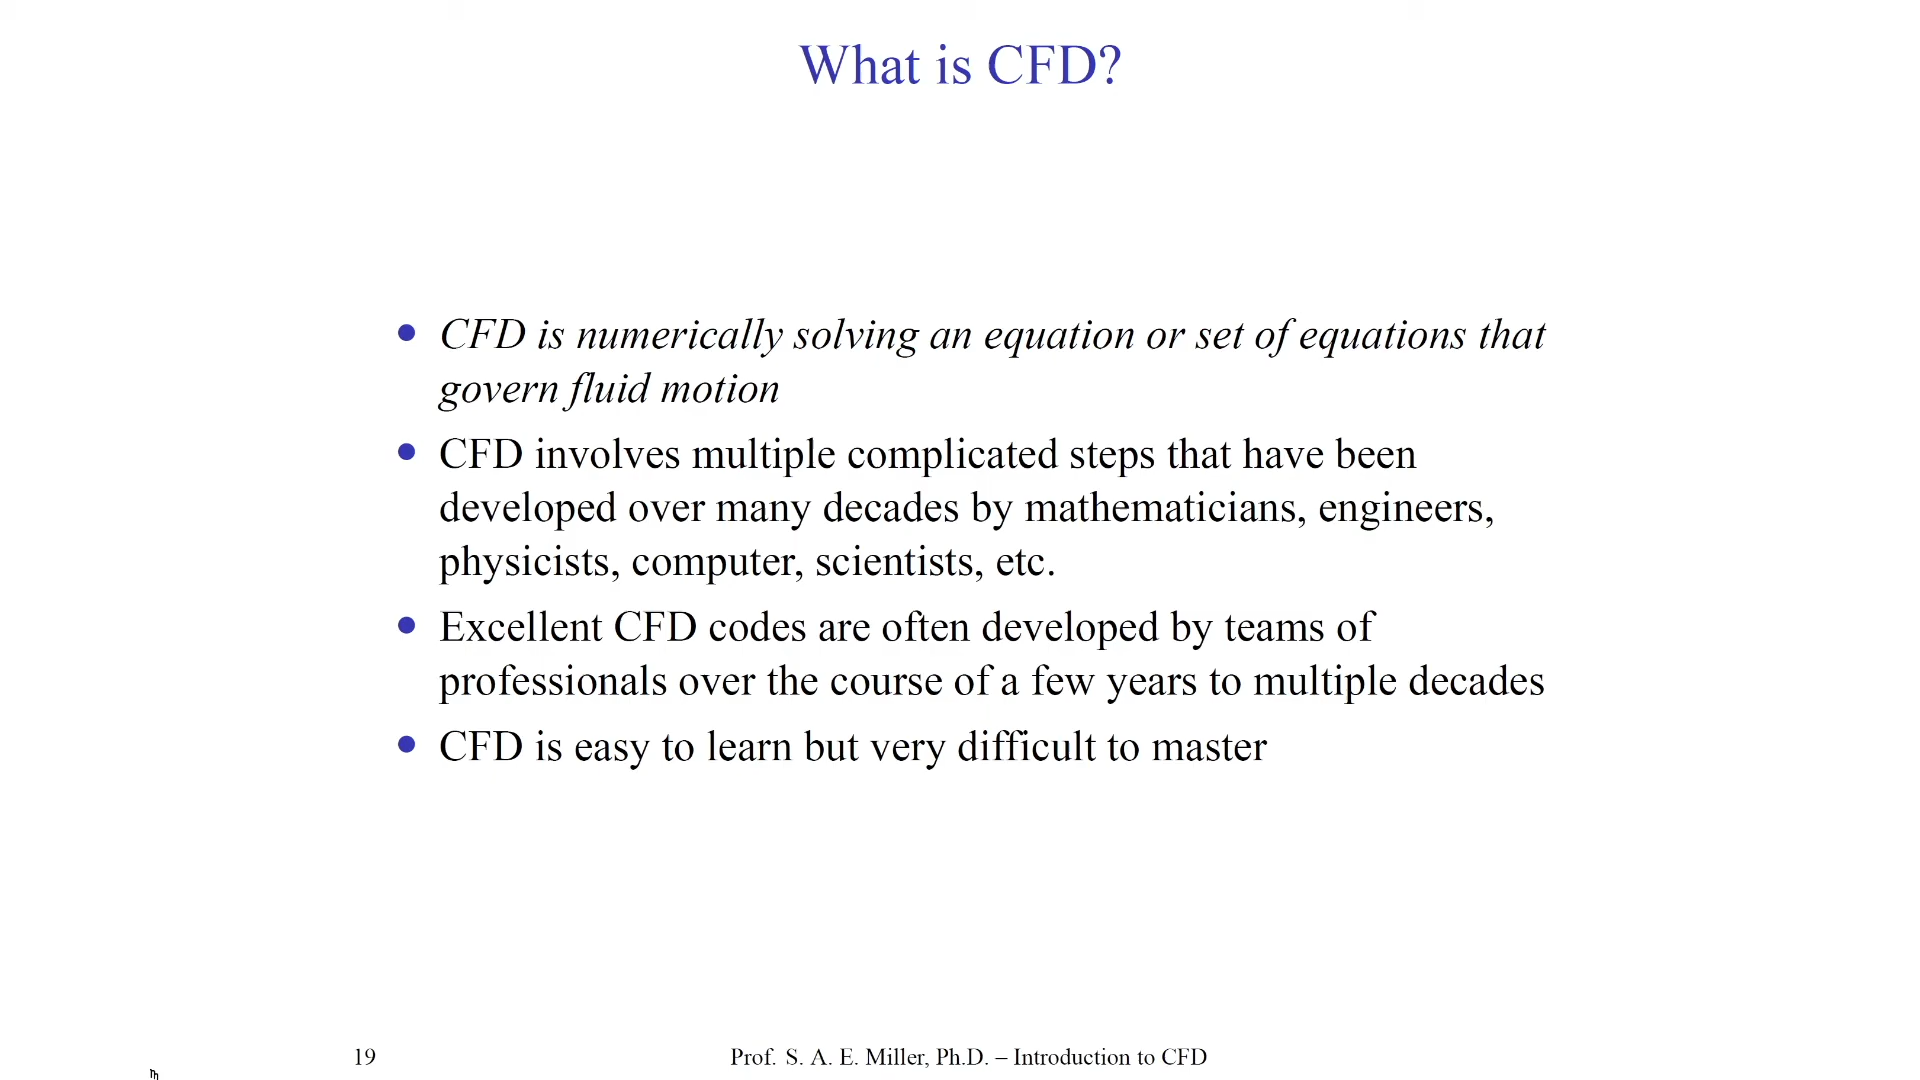 What is CFD?
• CFD is numerically solving an equation or set of equations that
govern fluid motion
• CFD involves multiple complicated steps that have been
developed over many decades by mathematicians, engineers,
physicists, computer, scientists, etc.
• Excellent CFD codes are often developed by teams of
professionals over the course of a few years to multiple decades
• CFD is easy to learn but very difficult to master
19 Prof. S. A. E. Miller, Ph.D. – Introduction to CFD